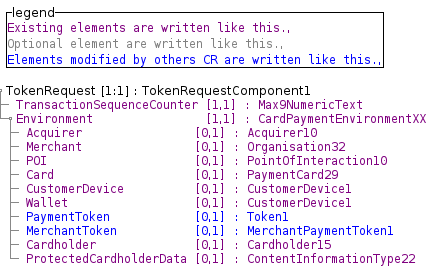 legend
Existing elements are written like this.,
Optional element are written like this.,
Elements modified by others CR are written like this.,
TokenRequest [1:1] : TokenRequestComponent1
TransactionSequenceCounter [1,1] : Max9NumericText
Environment [1,1] : CardPaymentEnvironmentXX
Acquirer [0,1] : Acquirer10
Merchant [0,1] : Organisation32
POI [0,1] : PointOfInteraction10
Card [0,1] : PaymentCard29
CustomerDevice [0,1] : CustomerDevice1
Wallet [0,1] : CustomerDevice1
PaymentToken [0,1] : Token1
MerchantToken [0,1] : MerchantPaymentToken1
Cardholder [0,1] : Cardholder15
ProtectedCardholderData [0,1] : ContentInformationType22